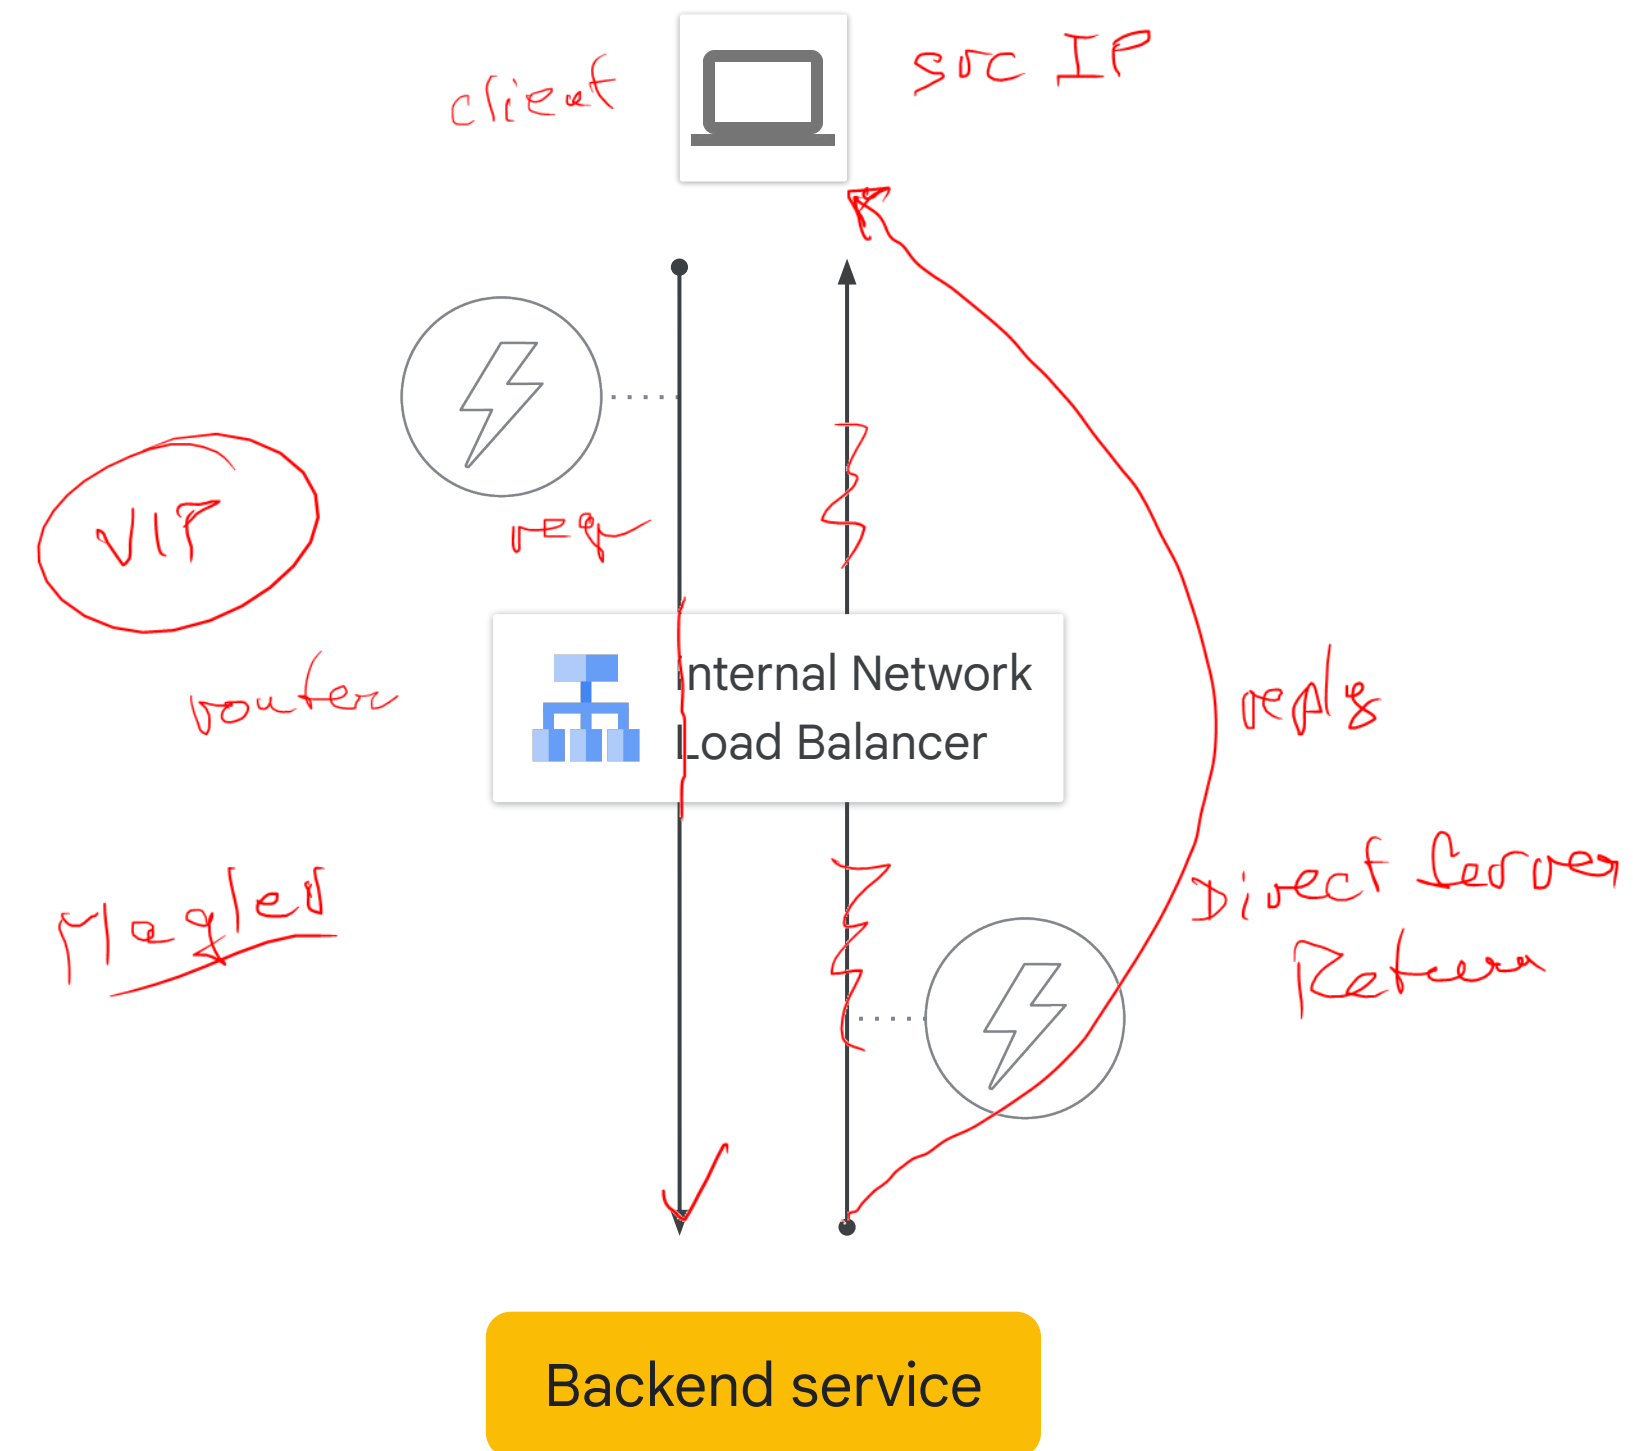 client
src IP
VIP
req
Internal Network
Load Balancer
router
reply
Maglev
Direct Server
Return
Backend service